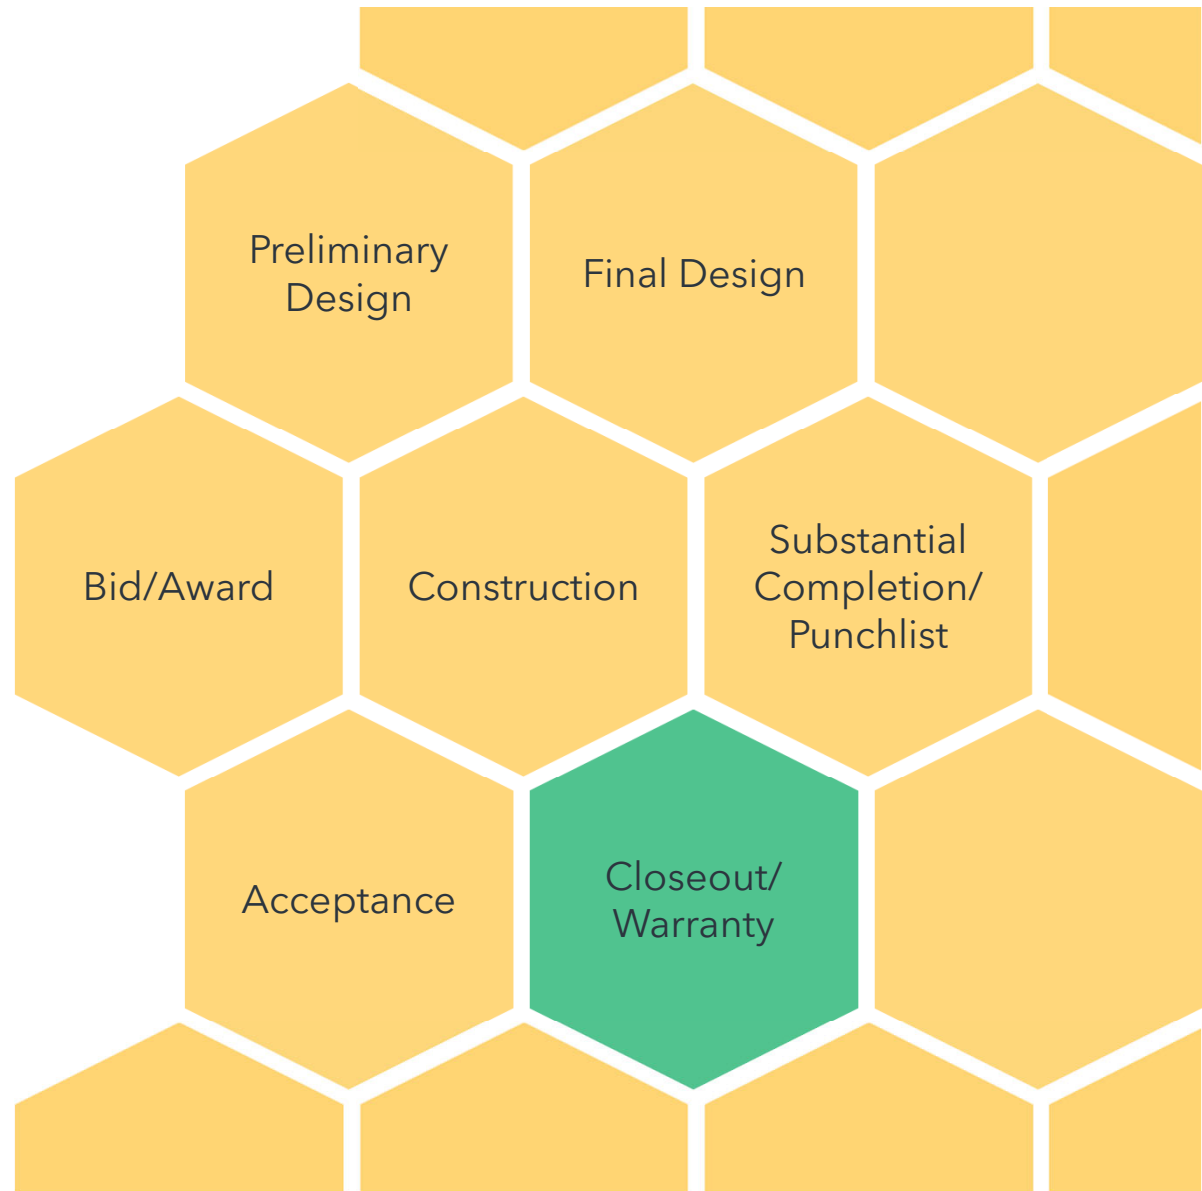 Preliminary
Design
Final Design
Bid/Award
Construction
Substantial
Completion/
Punchlist
Acceptance
Closeout/
Warranty